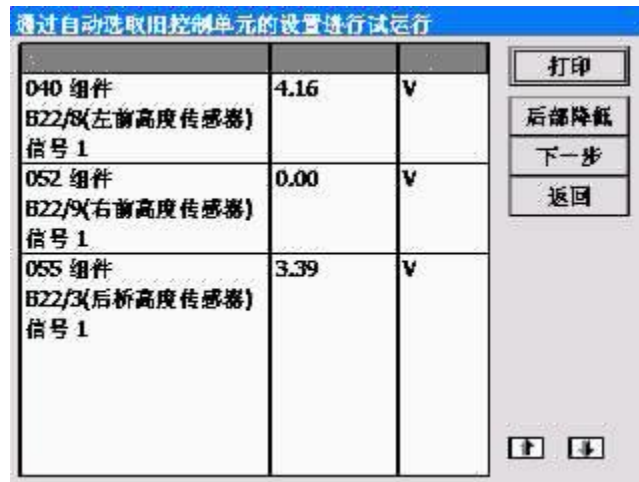 通过自动选取旧控制单元的设置进行试运行
打印
040 组件 4.16 V
B22/8(左前高度传感器)
信号 1
后部降低
下一步
052 组件 0.00 V
B22/9(右前高度传感器)
信号 1
返回
055 组件 3.39 V
B22/3(后桥高度传感器)
信号 1